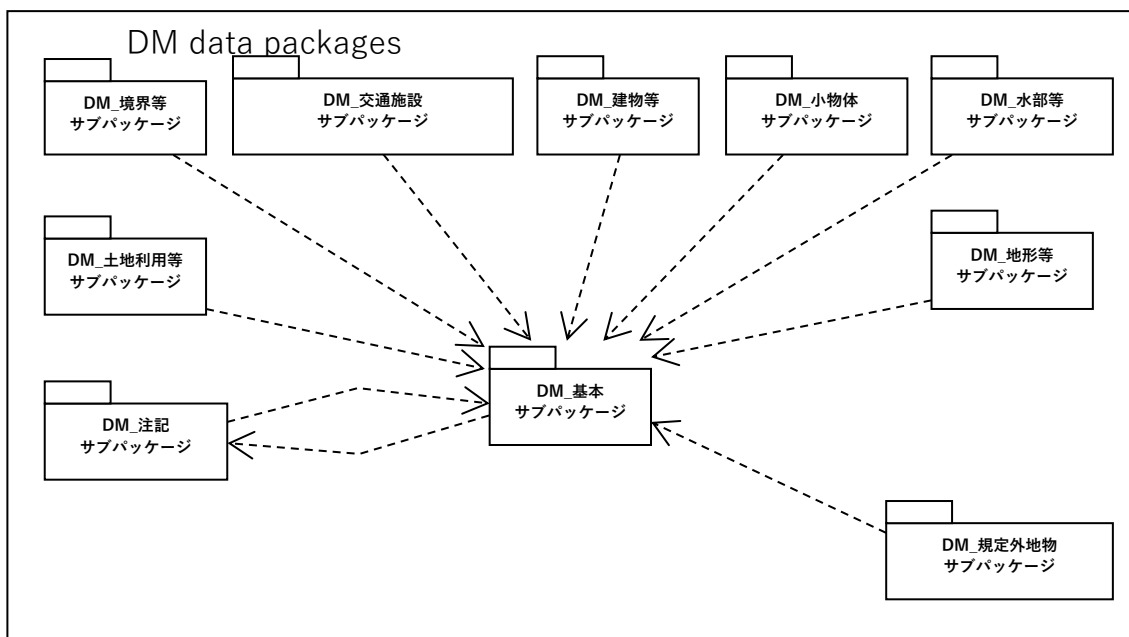 DM data packages
DM_境界等
サブパッケージ
DM_交通施設
サブパッケージ
DM_建物等
サブパッケージ
DM_小物体
サブパッケージ
DM_水部等
サブパッケージ
DM_土地利用等
サブパッケージ
DM_地形等
サブパッケージ
DM_基本
サブパッケージ
DM_注記
サブパッケージ
DM_規定外地物
サブパッケージ